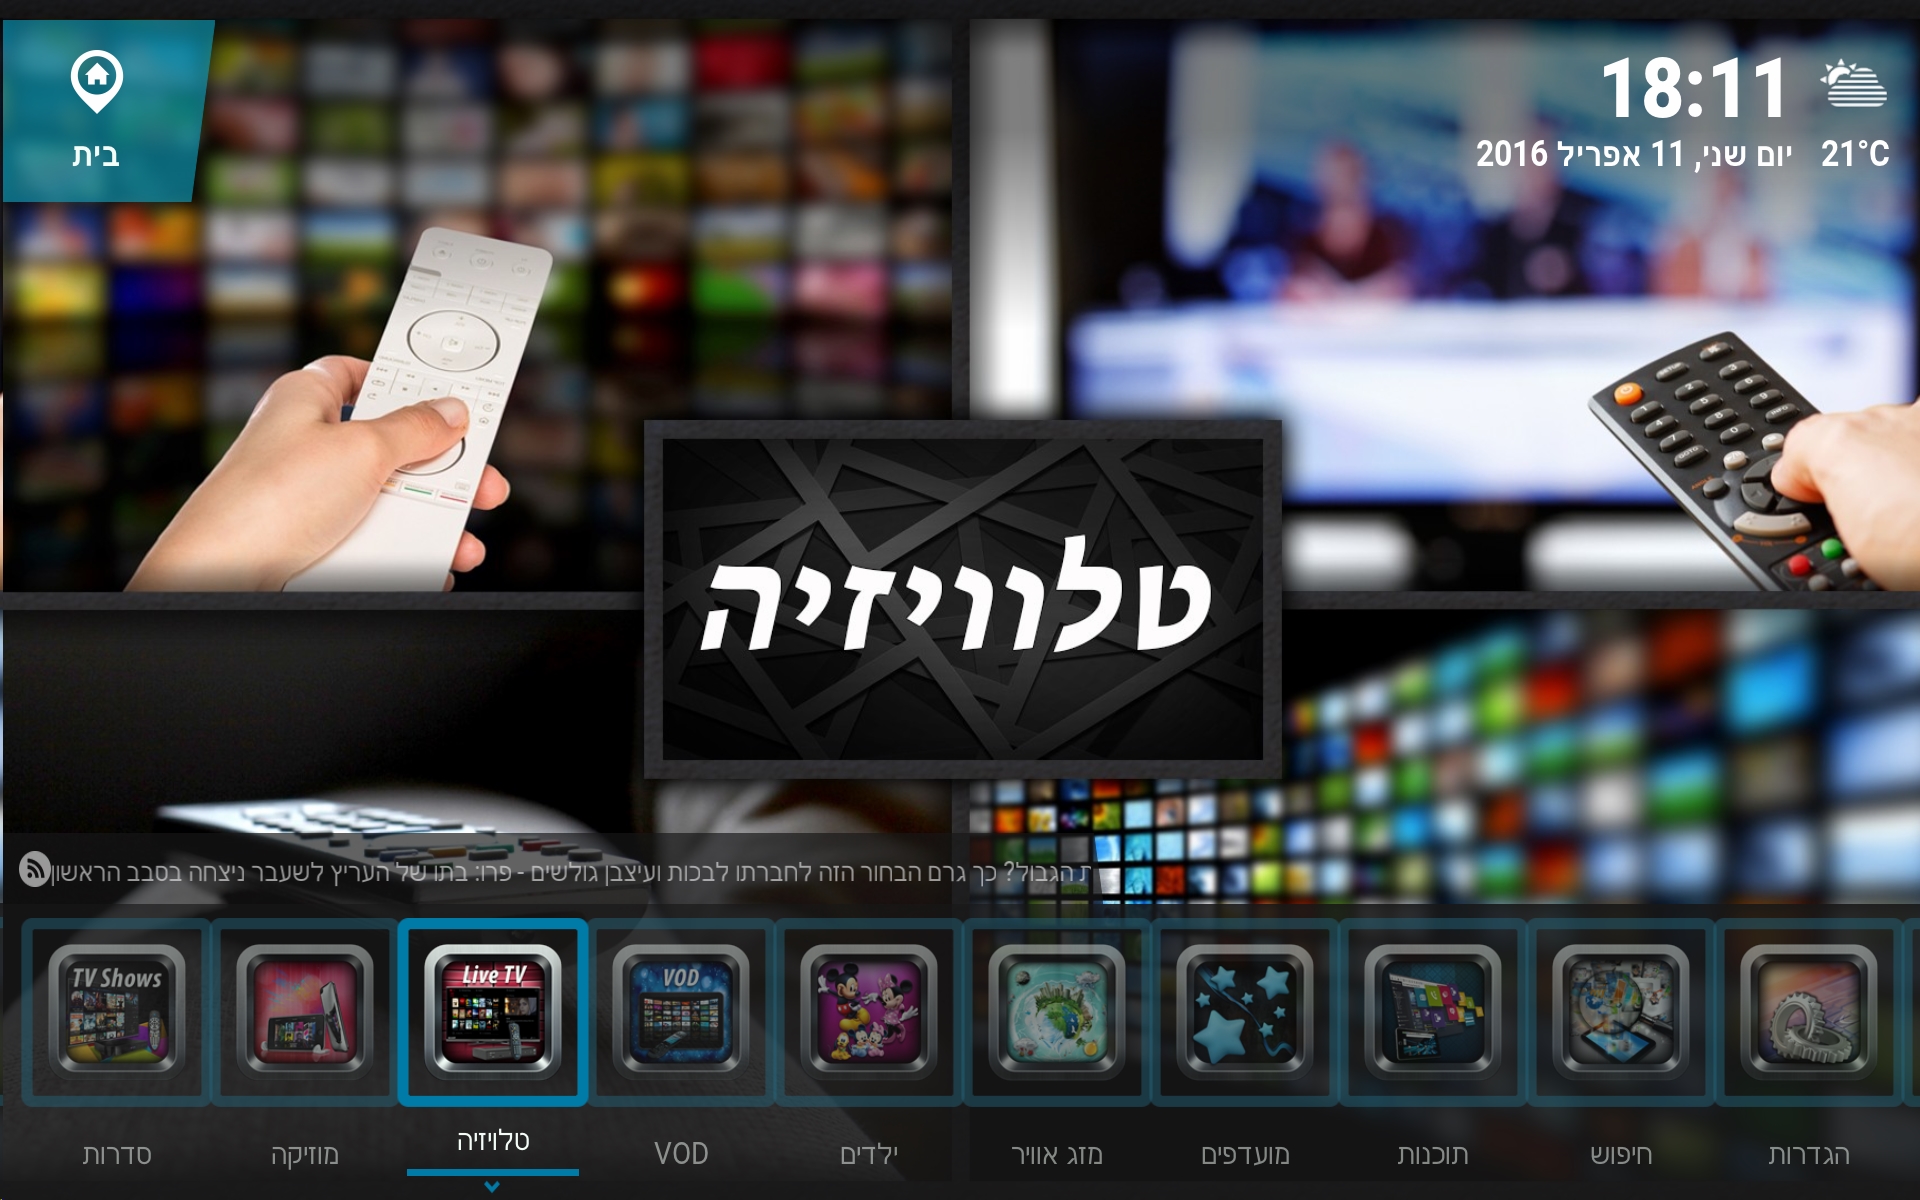 בית
18:11
יום שני, 11 אפריל 2016
21°C
טלוויזיה
ת הגבול? כך גרם הבחור הזה לחברתו לבכות ועיצבן גולשים - פרו: בתו של העריץ לשעבר ניצחה בסבב הראשון
TV Shows
Live TV
VOD
סדרות
מוזיקה
טלויזיה
VOD
ילדים
מזג אוויר
מועדפים
תוכנות
חיפוש
הגדרות